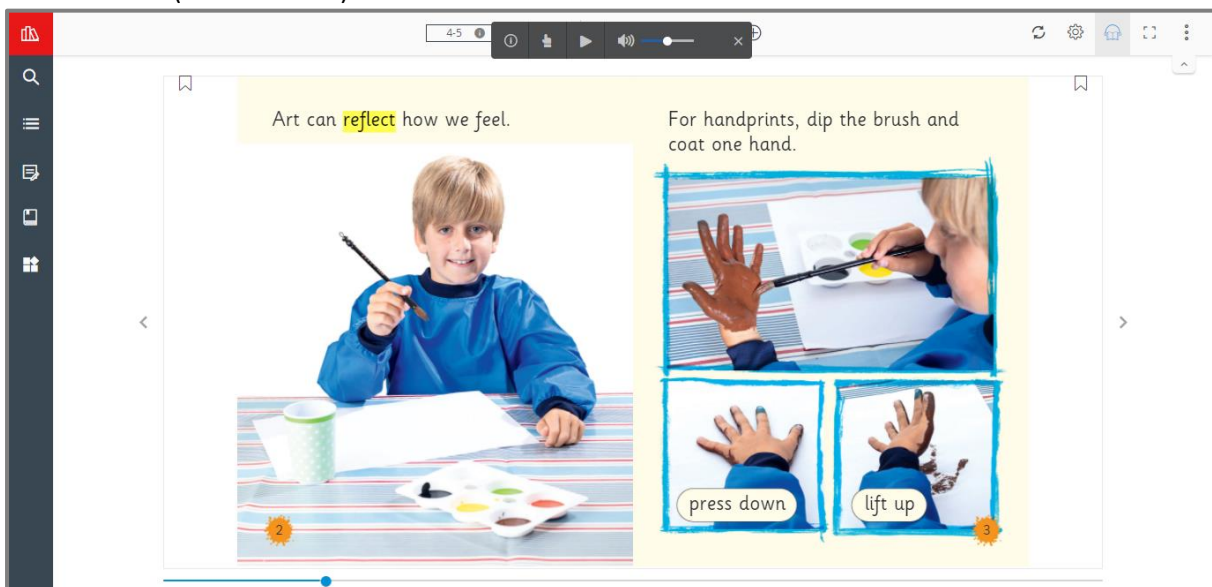 4-5
Art can reflect how we feel.
For handprints, dip the brush and
coat one hand.
press down
lift up
2
3